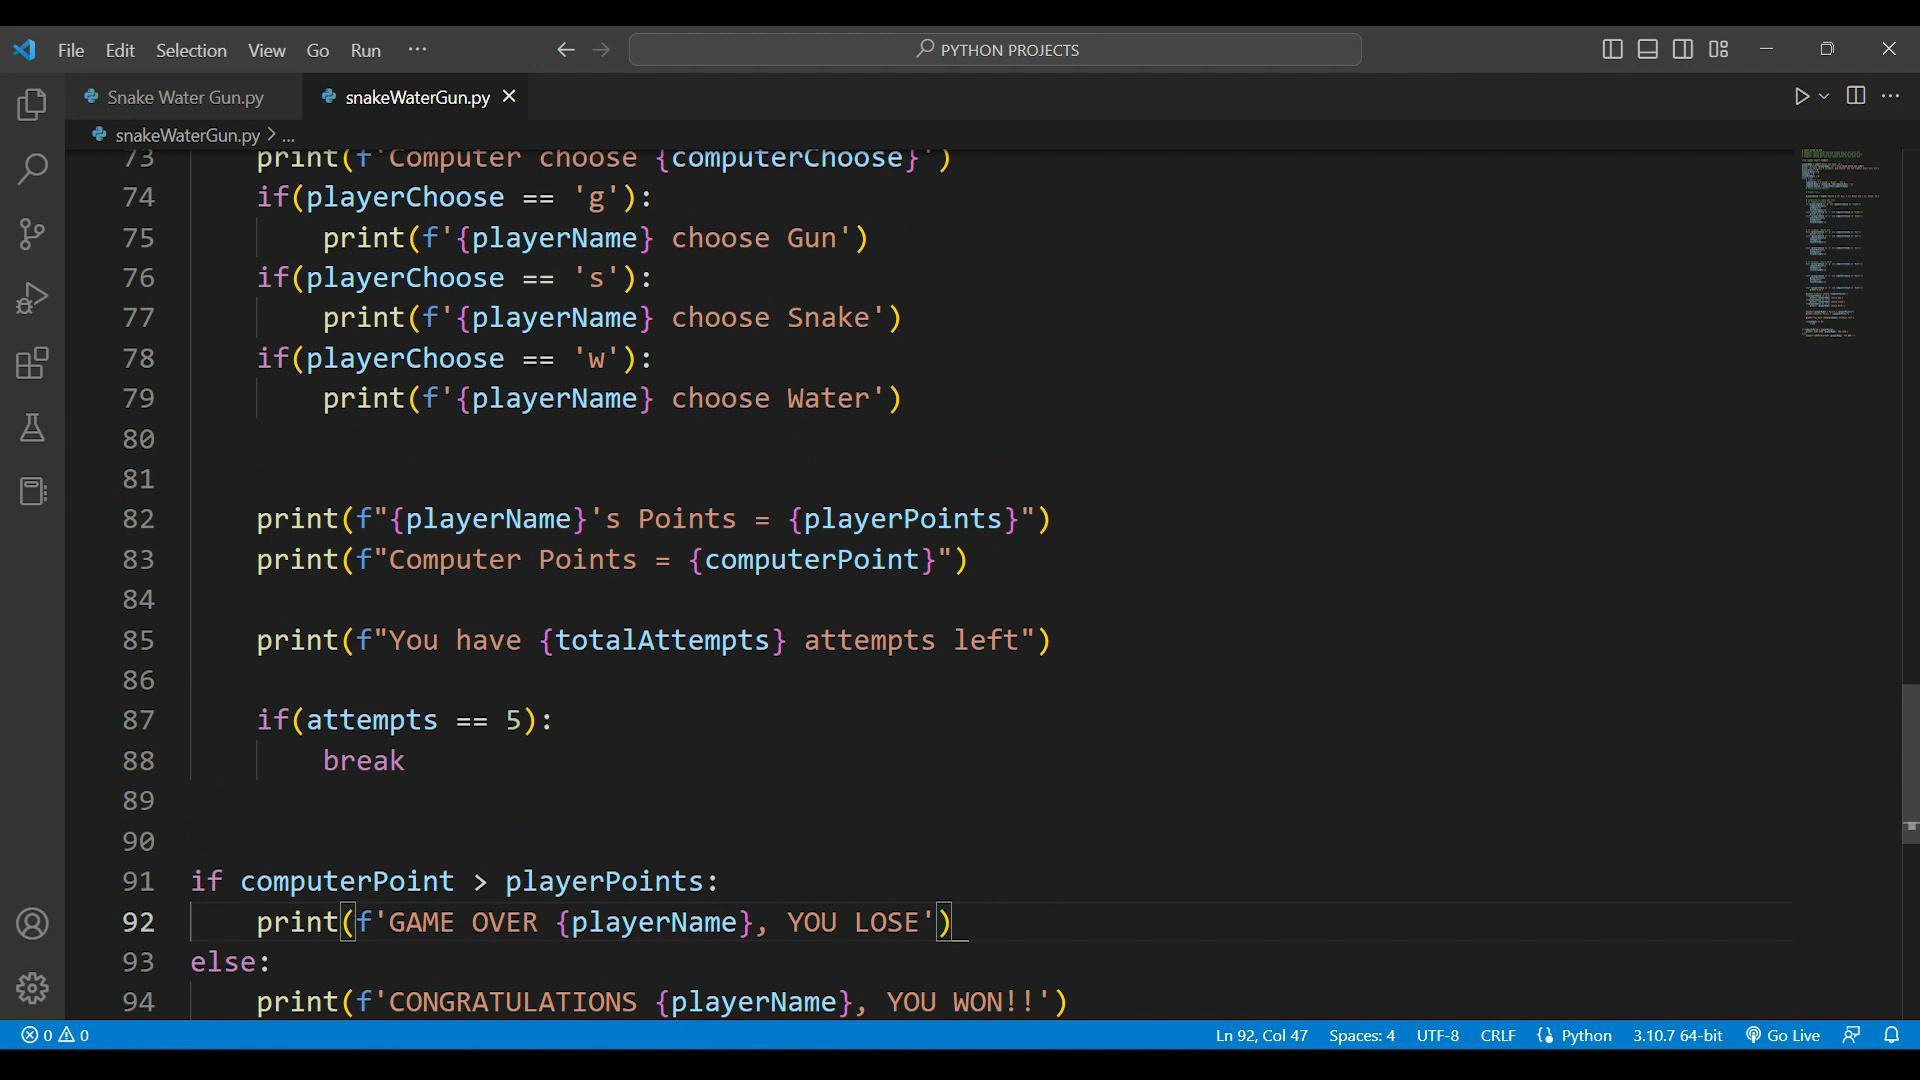 File Edit Selection View Go Run ··· PYTHON PROJECTS
Snake Water Gun.py snakeWaterGun.py
snakeWaterGun.py > ...
73 print(f'Computer choose {computerChoose}')
74 if(playerChoose == 'g'):
75 print(f'{playerName} choose Gun')
76 if(playerChoose == 's'):
77 print(f'{playerName} choose Snake')
78 if(playerChoose == 'w'):
79 print(f'{playerName} choose Water')
80
81
82 print(f"{playerName}'s Points = {playerPoints}")
83 print(f"Computer Points = {computerPoint}")
84
85 print(f"You have {totalAttempts} attempts left")
86
87 if(attempts == 5):
88 break
89
90
91 if computerPoint > playerPoints:
92 print(f'GAME OVER {playerName}, YOU LOSE')
93 else:
94 print(f'CONGRATULATIONS {playerName}, YOU WON!!')
0 0 Ln 92, Col 47 Spaces: 4 UTF-8 CRLF Python 3.10.7 64-bit Go Live